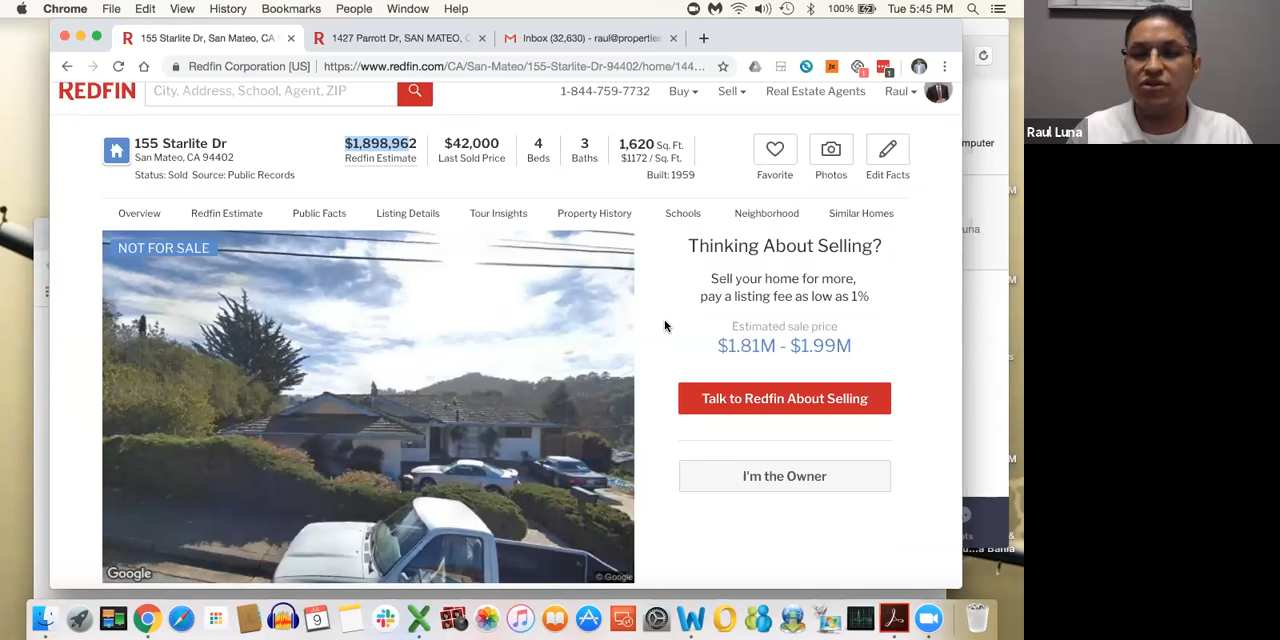 Chrome File Edit View History Bookmarks People Window Help 100% Tue 5:45 PM
155 Starlite Dr, San Mateo, CA
1427 Parrott Dr, SAN MATEO, C
Inbox (32,630) - raul@properties
Redfin Corporation [US] https://www.redfin.com/CA/San-Mateo/155-Starlite-Dr-94402/home/144...
REDFIN
City, Address, School, Agent, ZIP
1-844-759-7732 Buy Sell Real Estate Agents Raul
155 Starlite Dr
San Mateo, CA 94402
Status: Sold Source: Public Records
$1,898,962
Redfin Estimate
$42,000
Last Sold Price
4
Beds
3
Baths
1,620 Sq. Ft.
$1172 / Sq. Ft.
Built: 1959
Favorite
Photos
Edit Facts
Overview Redfin Estimate Public Facts Listing Details Tour Insights Property History Schools Neighborhood Similar Homes
NOT FOR SALE
Google
© Google
Thinking About Selling?
Sell your home for more,
pay a listing fee as low as 1%
Estimated sale price
$1.81M - $1.99M
Talk to Redfin About Selling
I'm the Owner
Raul Luna
mputer
una
JUL
9